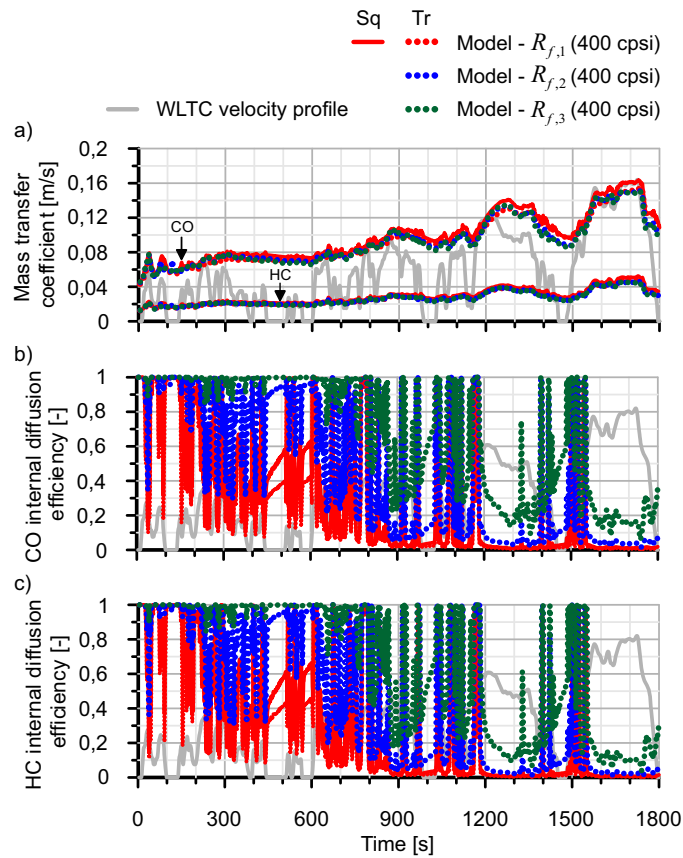 Sq Tr
Model - R_f,1 (400 cpsi)
Model - R_f,2 (400 cpsi)
WLTC velocity profile Model - R_f,3 (400 cpsi)
a)
Mass transfer
coefficient [m/s]
0,2
0,16
0,12
0,08
0,04
0
CO
HC
b)
CO internal diffusion
efficiency [-]
1
0,8
0,6
0,4
0,2
0
c)
HC internal diffusion
efficiency [-]
1
0,8
0,6
0,4
0,2
0
0 300 600 900 1200 1500 1800
Time [s]